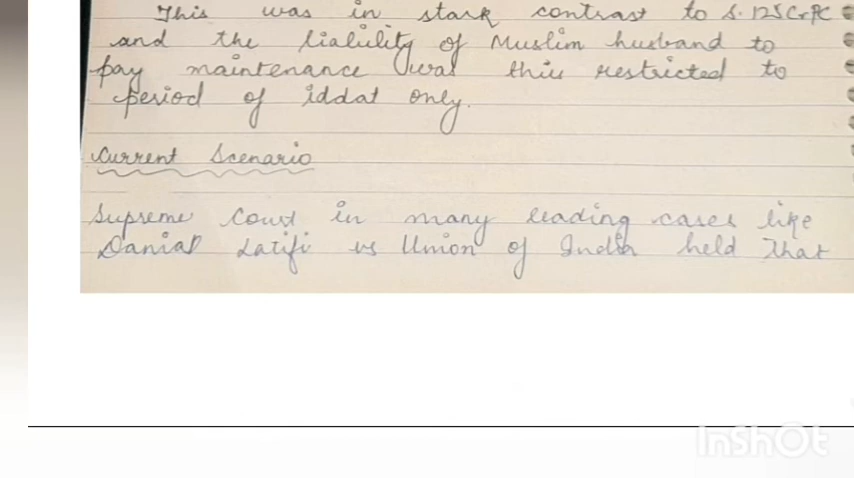 This was in stark contrast to S. 125 CrPC
and the liability of Muslim husband to
pay maintenance was thus restricted to
period of iddat only.
Current Scenario
Supreme Court in many leading cases like
Danial Latifi vs Union of India held that
InShOt